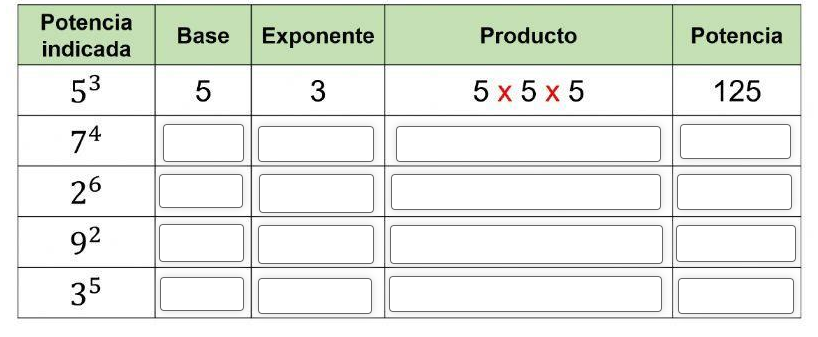 Potencia indicada Base Exponente Producto Potencia
5³ 5 3 5 x 5 x 5 125
7⁴
2⁶
9²
3⁵